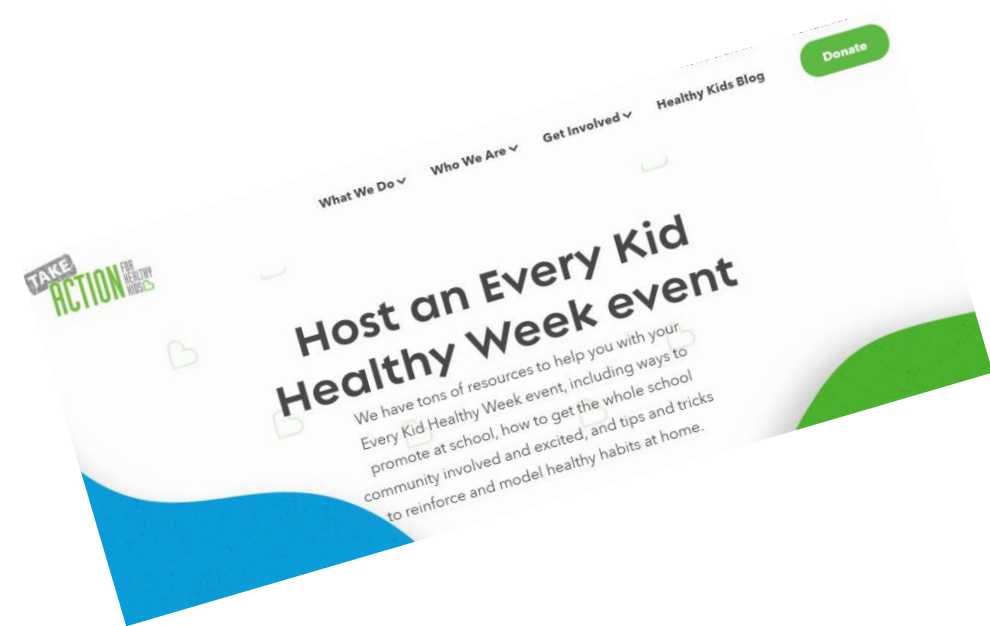 Donate
What We Do
Who We Are
Get Involved
Healthy Kids Blog
TAKE
ACTION
FOR
HEALTHY
KIDS
Host an Every Kid
Healthy Week event
We have tons of resources to help you with your
Every Kid Healthy Week event, including ways to
promote at school, how to get the whole school
community involved and excited, and tips and tricks
to reinforce and model healthy habits at home.